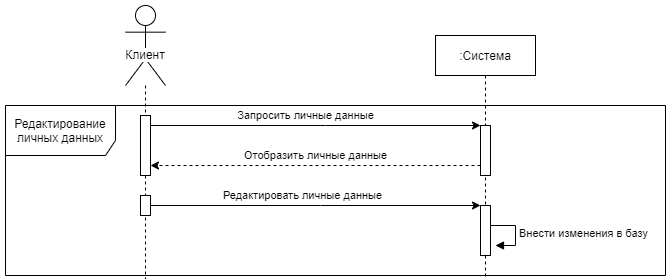 Клиент
:Система
Редактирование
личных данных
Запросить личные данные
Отобразить личные данные
Редактировать личные данные
Внести изменения в базу